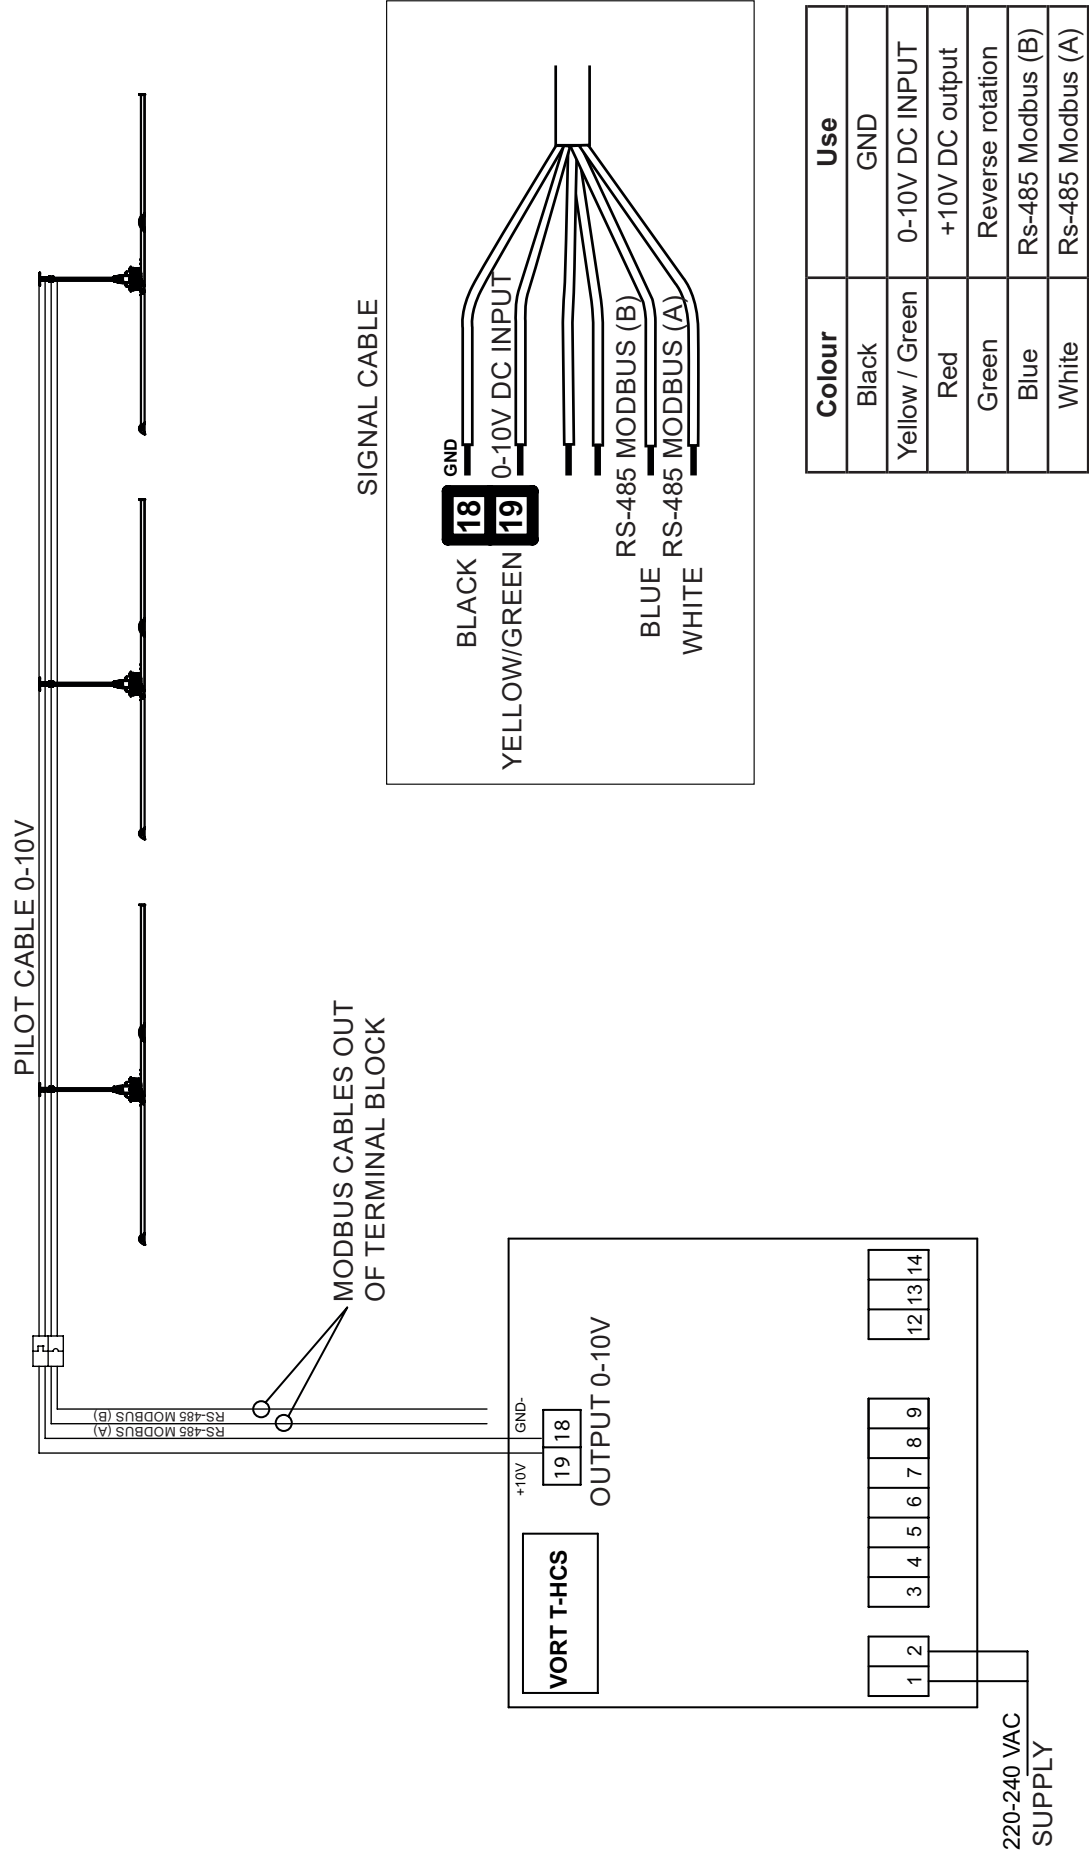 PILOT CABLE 0-10V
RS-485 MODBUS (B)
RS-485 MODBUS (A)
MODBUS CABLES OUT
OF TERMINAL BLOCK
+10V
GND-
19 18
OUTPUT 0-10V
VORT T-HCS
1 2
3 4 5 6 7 8 9
12 13 14
220-240 VAC
SUPPLY
SIGNAL CABLE
GND
BLACK 18
YELLOW/GREEN 19 0-10V DC INPUT
RS-485 MODBUS (B)
BLUE
RS-485 MODBUS (A)
WHITE
Colour Use
Black GND
Yellow / Green 0-10V DC INPUT
Red +10V DC output
Green Reverse rotation
Blue Rs-485 Modbus (B)
White Rs-485 Modbus (A)